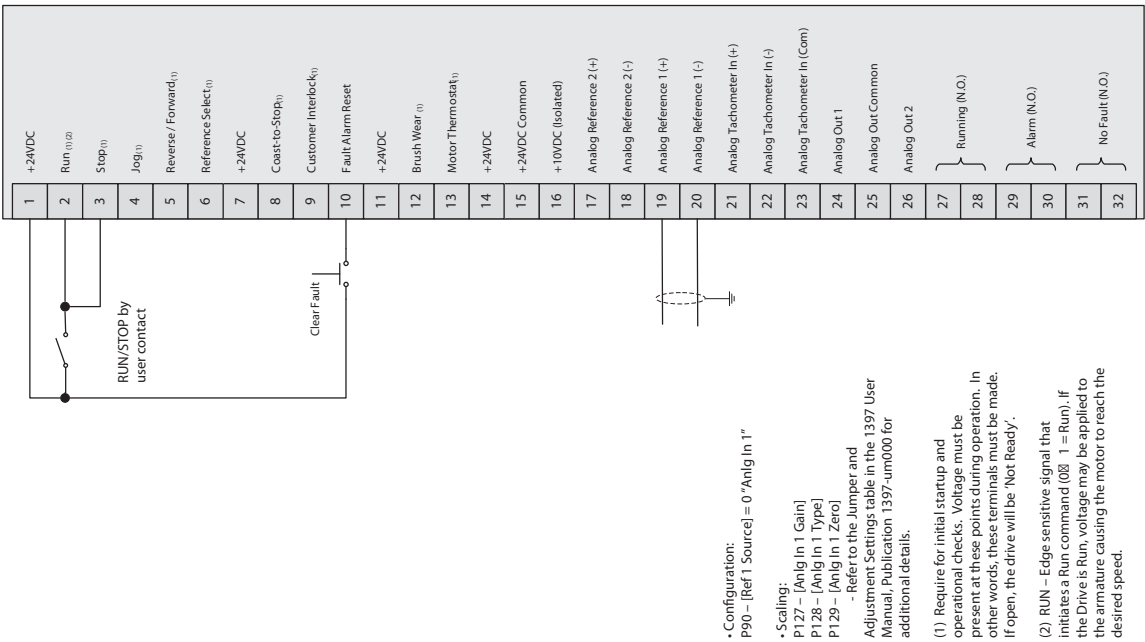 1
+24VDC
2
Run (1) (2)
3
Stop(1)
4
Jog(1)
5
Reverse / Forward(1)
6
Reference Select(1)
7
+24VDC
8
Coast-to-Stop(1)
9
Customer Interlock(1)
10
Fault Alarm Reset
11
+24VDC
12
Brush Wear (1)
13
Motor Thermostat(1)
14
+24VDC
15
+24VDC Common
16
+10VDC (Isolated)
17
Analog Reference 2 (+)
18
Analog Reference 2 (-)
19
Analog Reference 1 (+)
20
Analog Reference 1 (-)
21
Analog Tachometer In (+)
22
Analog Tachometer In (-)
23
Analog Tachometer In (Com)
24
Analog Out 1
25
Analog Out Common
26
Analog Out 2
27
28
Running (N.O.)
29
30
Alarm (N.O.)
31
32
No Fault (N.O.)
RUN/STOP by
user contact
Clear Fault
• Configuration:
P90 – [Ref 1 Source] = 0 “Anlg In 1”
• Scaling:
P127 – [Anlg In 1 Gain]
P128 – [Anlg In 1 Type]
P129 – [Anlg In 1 Zero]
- Refer to the Jumper and
Adjustment Settings table in the 1397 User
Manual, Publication 1397-um000 for
additional details.
(1) Require for initial startup and
operational checks. Voltage must be
present at these points during operation. In
other words, these terminals must be made.
If open, the drive will be ‘Not Ready’.
(2) RUN – Edge sensitive signal that
initiates a Run command (0☒ 1 = Run). If
the Drive is Run, voltage may be applied to
the armature causing the motor to reach the
desired speed.